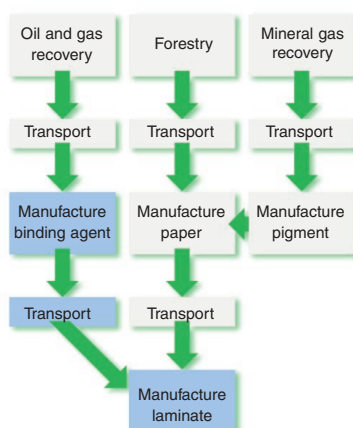 Oil and gas
recovery
Forestry
Mineral gas
recovery
Transport
Transport
Transport
Manufacture
binding agent
Manufacture
paper
Manufacture
pigment
Transport
Transport
Manufacture
laminate